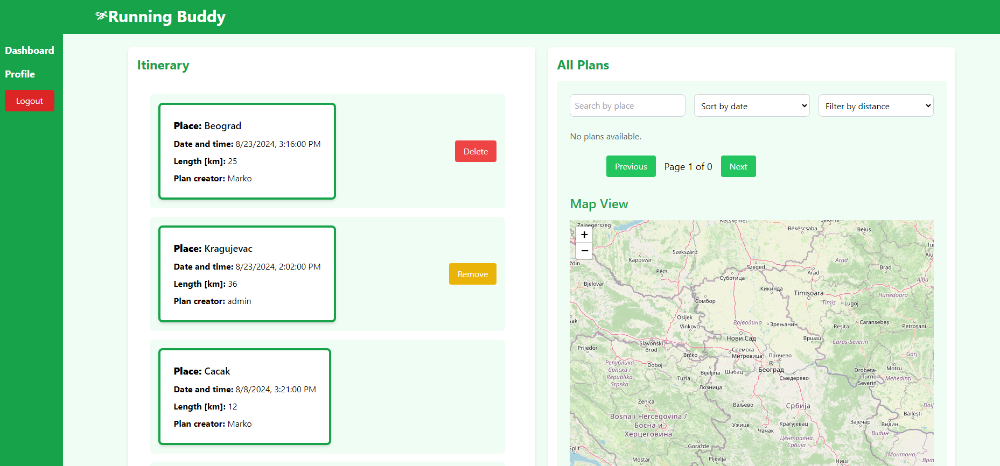 Running Buddy
Dashboard
Profile
Logout
Itinerary
Place: Beograd
Date and time: 8/23/2024, 3:16:00 PM
Length [km]: 25
Plan creator: Marko
Delete
Place: Kragujevac
Date and time: 8/23/2024, 2:02:00 PM
Length [km]: 36
Plan creator: admin
Remove
Place: Cacak
Date and time: 8/8/2024, 3:21:00 PM
Length [km]: 12
Plan creator: Marko
All Plans
Search by place
Sort by date
Filter by distance
No plans available.
Previous
Page 1 of 0
Next
Map View
+
−
Zalaegerszeg
Kecskemét
Békéscsaba
Beiuș
Szekszárd
Kaposvár
Pécs
Szeged
Arad
Arad
Brad
Alba
Суботица
Bjelovar
Кикинда
Timișoara
Hunedoara
Сомбор
Timiș
Lugoj
Osijek
Vinkovci
Војводина
Зрењанин
Caransebeș
Reșița
Petroșani
Нови Сад
Вршац
Caraș-Severin
Slavonski
Brod
Prijedor
Brčko
Сремска
Митровица
Панчево
Gorj
Република
Српска /
Republika
Srpska
Doboj
Bijeljina
Шабац
Београд
Drobeta-
Turnu
Severin
Motru
Mehedinți
Tuzla
Смедерево
Лозница
Zenica
Ваљево
Србија
Băilești
Bosna i Hercegovina /
Босна и
Херцеговина
Ужице
Чачак
Крагујевац
Зајечар
Видин
Видин
Централна
Србија
Split
Goražde
Монтана
Mostar
Pljevlja
Ниш